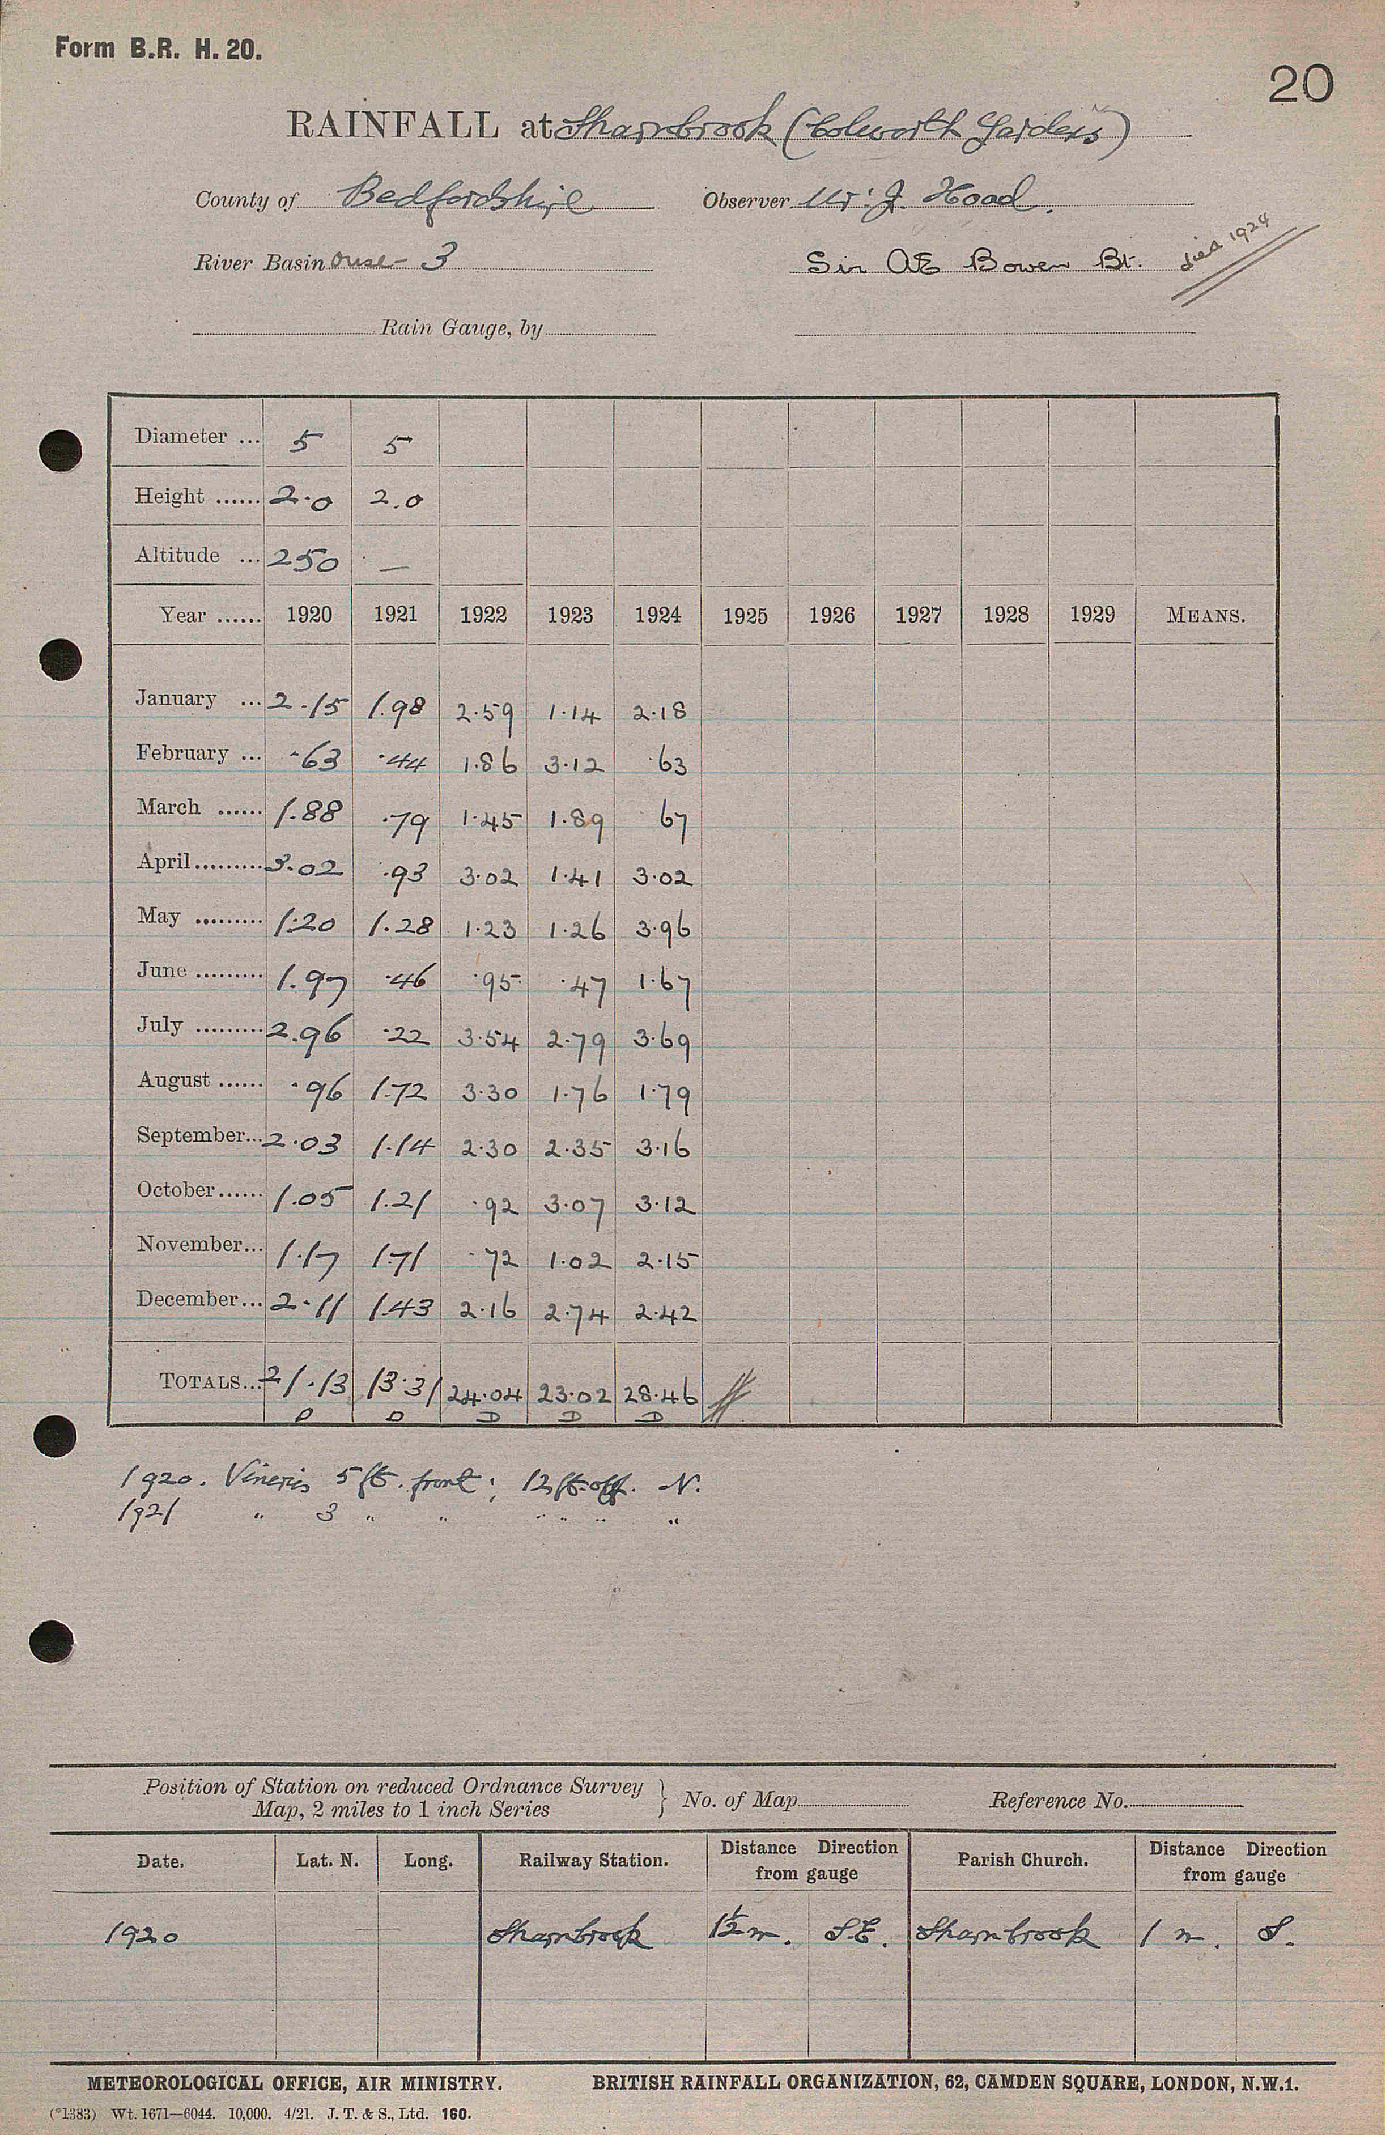 Form B.R. H. 20.
20
RAINFALL at Sharnbrook (Colworth Gardens)
County of Bedfordshire Observer Mr. J. Hoad.
River Basin Ouse - 3 Sir AE Bowen Bt. died 1924
Rain Gauge, by
Diameter ... 5 5
Height ...... 2.0 2.0
Altitude ... 250 —
Year ...... 1920 1921 1922 1923 1924 1925 1926 1927 1928 1929 MEANS.
January ... 2.15 1.98 2.59 1.14 2.18
February ... .63 .44 1.86 3.12 .63
March ...... 1.88 .79 1.45 1.89 67
April ......... 3.02 .93 3.02 1.41 3.02
May ......... 1.20 1.28 1.23 1.26 3.96
June ......... 1.97 .46 .95 .47 1.67
July ......... 2.96 .22 3.54 2.79 3.69
August ...... .96 1.72 3.30 1.76 1.79
September... 2.03 1.14 2.30 2.35 3.16
October...... 1.05 1.21 .92 3.07 3.12
November... 1.17 1.71 .72 1.02 2.15
December... 2.11 1.43 2.16 2.74 2.42
TOTALS... 21.13 13.31 24.04 23.02 28.46
D D D D D
1920. Vineries 5 ft. front; 12 ft. off. N.
1921 " 3 " " " " " "
Position of Station on reduced Ordnance Survey Map, 2 miles to 1 inch Series } No. of Map Reference No.
Date. Lat. N. Long. Railway Station. Distance Direction from gauge Parish Church. Distance Direction from gauge
1920 Sharnbrook 1½ m. S.E. Sharnbrook 1 m. S.
METEOROLOGICAL OFFICE, AIR MINISTRY. BRITISH RAINFALL ORGANIZATION, 62, CAMDEN SQUARE, LONDON, N.W.1.
(*1383) Wt. 1671—6044. 10,000. 4/21. J. T. & S., Ltd. 160.